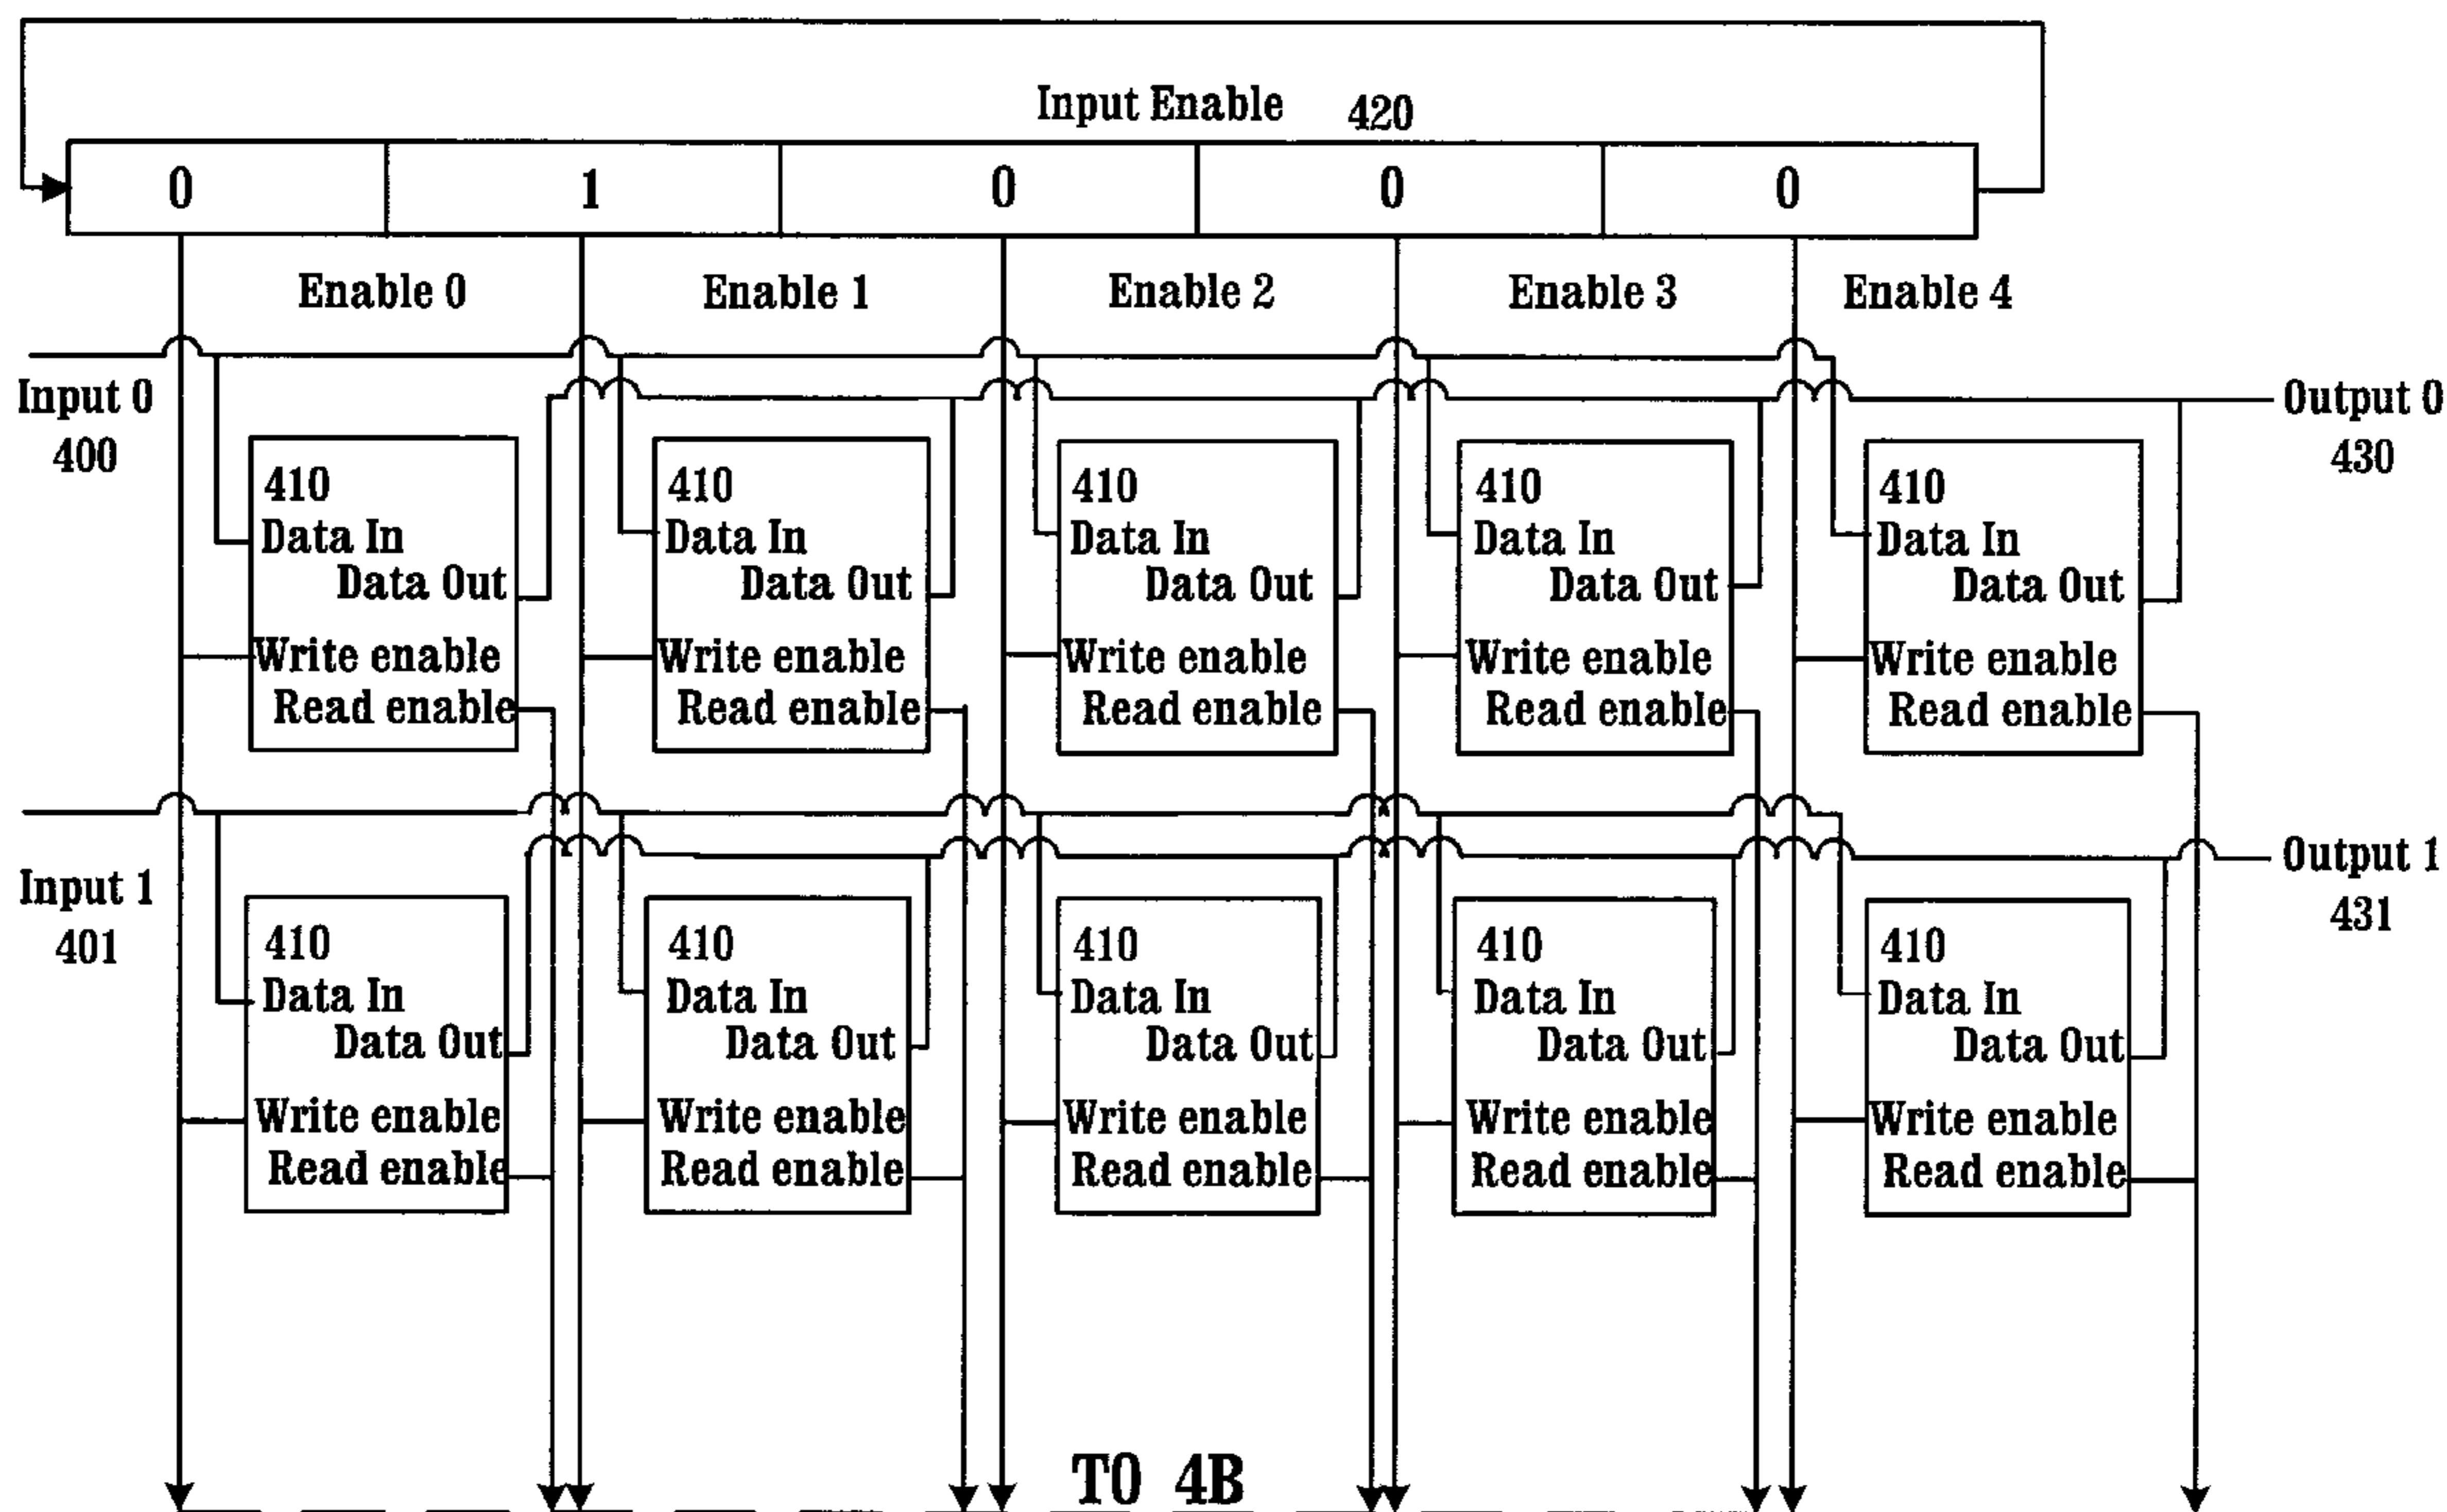 Input Enable 420
0 1 0 0 0
Enable 0 Enable 1 Enable 2 Enable 3 Enable 4
Input 0
400
Output 0
430
410 410 410 410 410
Data In Data In Data In Data In Data In
Data Out Data Out Data Out Data Out Data Out
Write enable Write enable Write enable Write enable Write enable
Read enable Read enable Read enable Read enable Read enable
Input 1
401
Output 1
431
410 410 410 410 410
Data In Data In Data In Data In Data In
Data Out Data Out Data Out Data Out Data Out
Write enable Write enable Write enable Write enable Write enable
Read enable Read enable Read enable Read enable Read enable
TO 4B